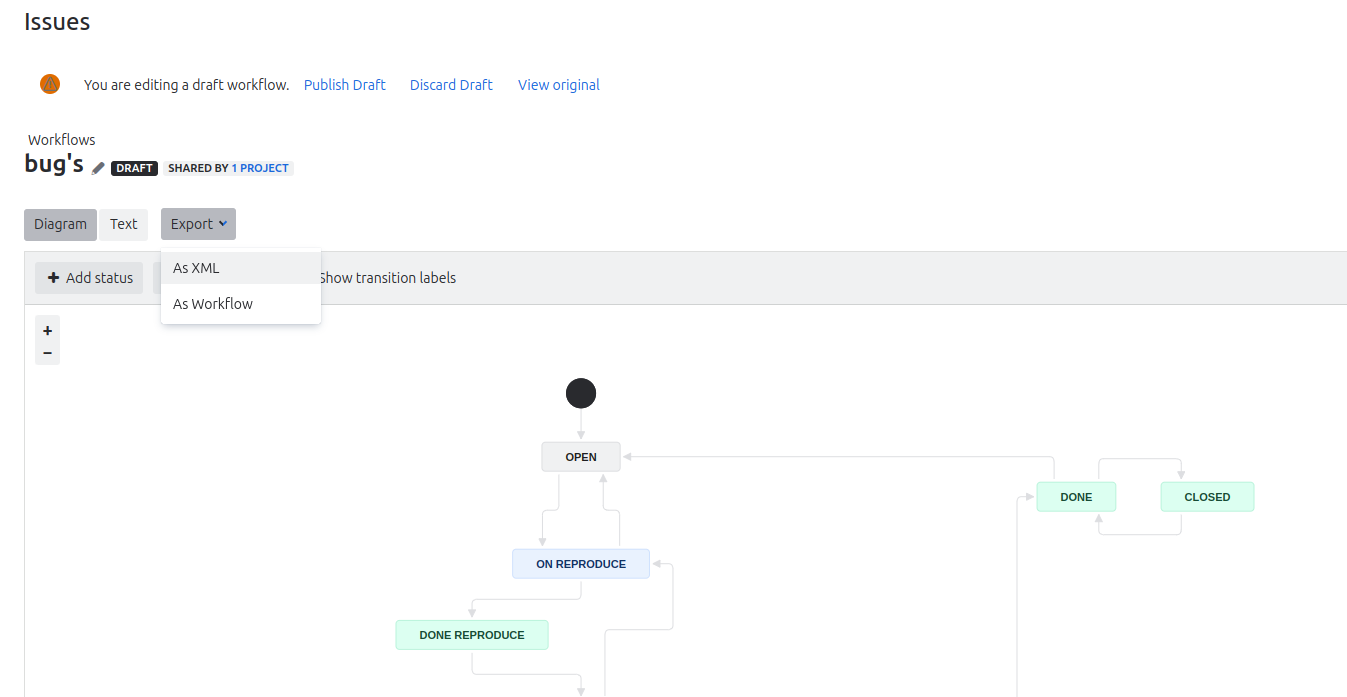 Issues
You are editing a draft workflow. Publish Draft Discard Draft View original
Workflows
bug's DRAFT SHARED BY 1 PROJECT
Diagram Text Export
As XML
As Workflow
+ Add status Show transition labels
+
−
OPEN
DONE CLOSED
ON REPRODUCE
DONE REPRODUCE